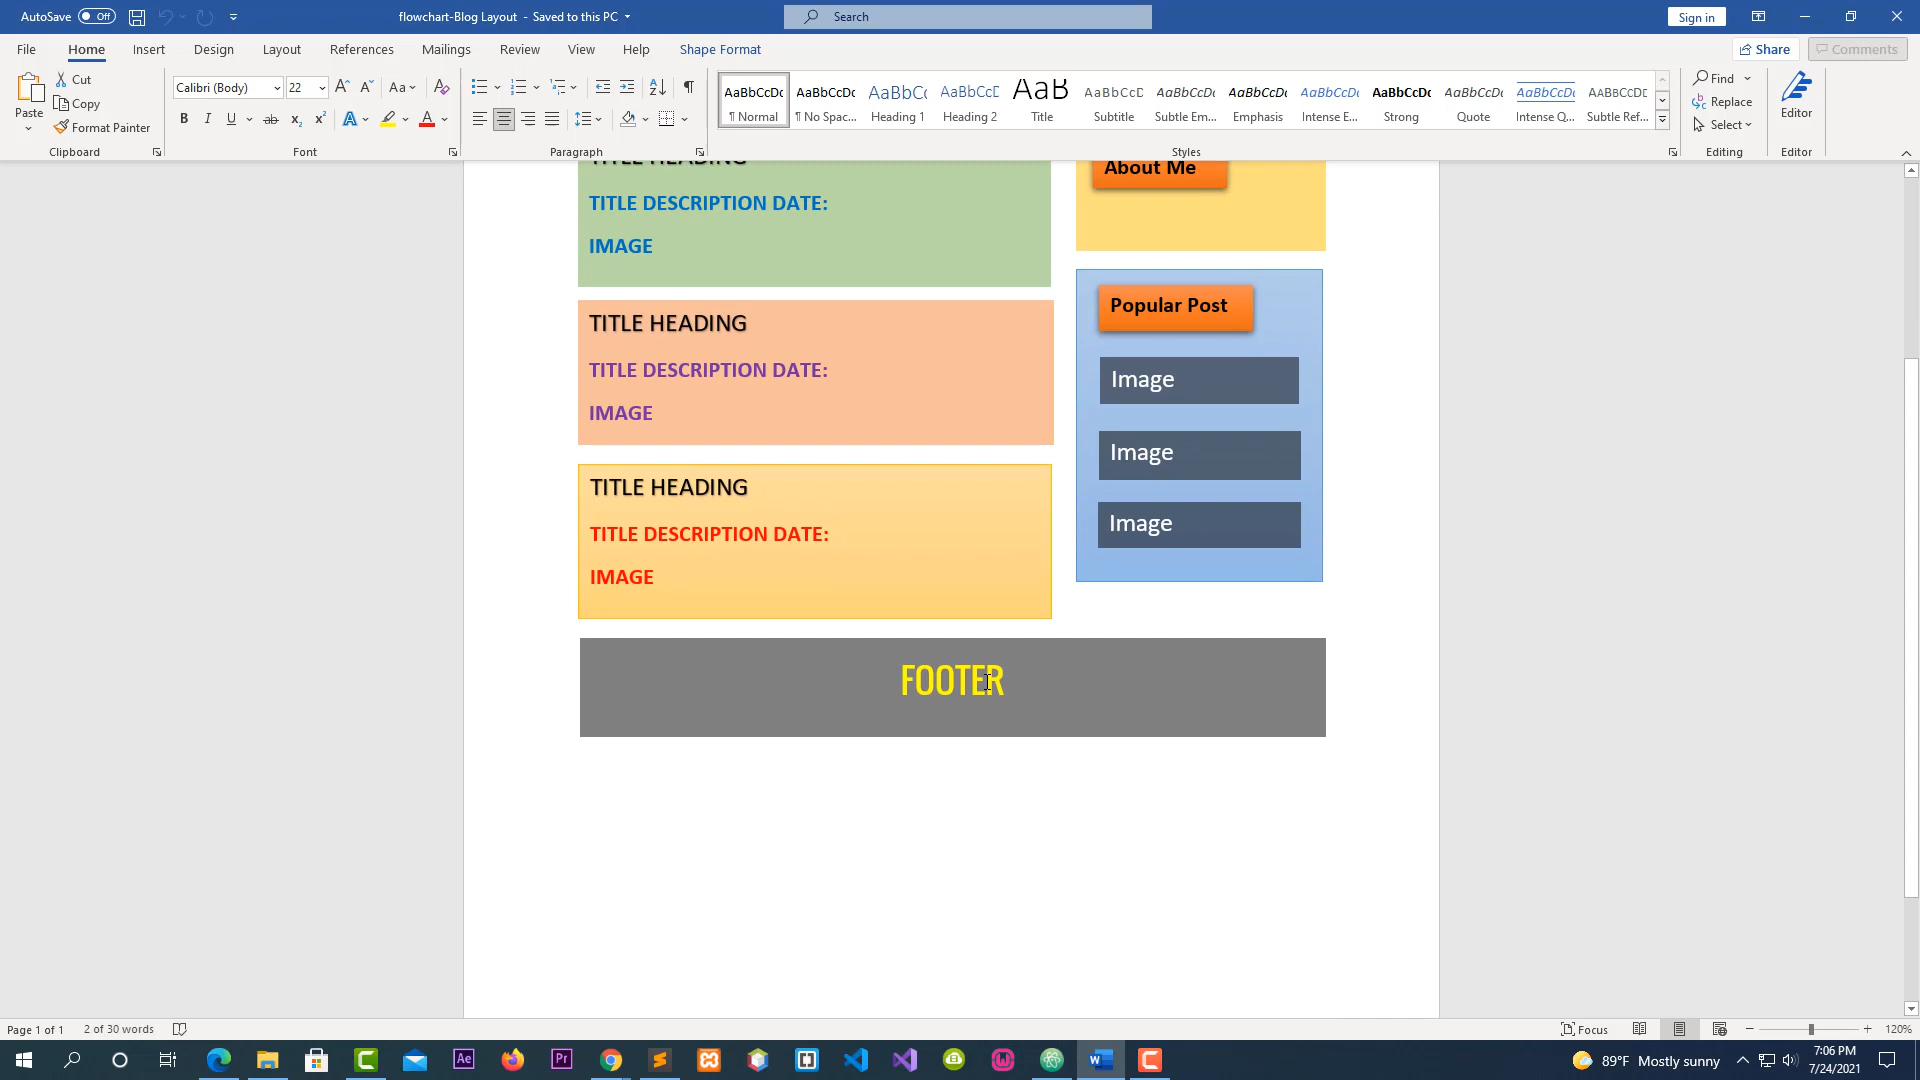 AutoSave Off
flowchart-Blog Layout - Saved to this PC
Search
Sign in
File Home Insert Design Layout References Mailings Review View Help Shape Format
Share Comments
Paste
Cut
Copy
Format Painter
Clipboard
Calibri (Body) 22
Font
Paragraph
AaBbCcDc AaBbCcDc AaBbCc AaBbCcD AaB AaBbCcD AaBbCcDc AaBbCcDc AaBbCcDc AaBbCcDc AaBbCcDc AaBbCcDc AABBCCDE
¶ Normal ¶ No Spac... Heading 1 Heading 2 Title Subtitle Subtle Em... Emphasis Intense E... Strong Quote Intense Q... Subtle Ref...
Styles
Find
Replace
Select
Editing
Editor
Editor
TITLE HEADING
TITLE DESCRIPTION DATE:
IMAGE
About Me
TITLE HEADING
TITLE DESCRIPTION DATE:
IMAGE
Popular Post
Image
Image
Image
TITLE HEADING
TITLE DESCRIPTION DATE:
IMAGE
FOOTER
Page 1 of 1 2 of 30 words
Focus
120%
89°F Mostly sunny
7:06 PM
7/24/2021